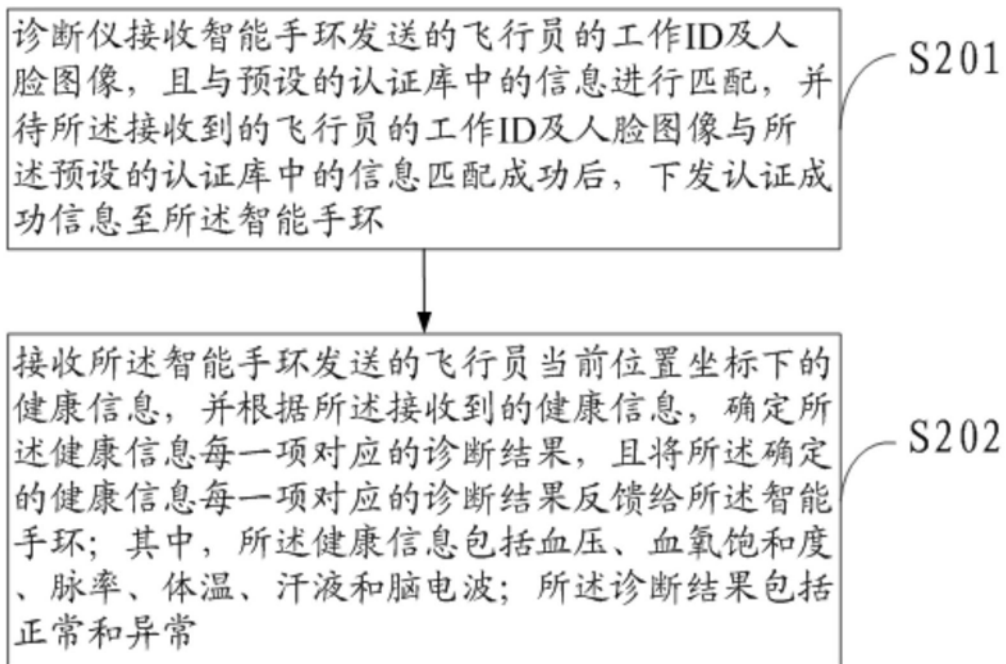 诊断仪接收智能手环发送的飞行员的工作ID及人
脸图像，且与预设的认证库中的信息进行匹配，并
待所述接收到的飞行员的工作ID及人脸图像与所
述预设的认证库中的信息匹配成功后，下发认证成
功信息至所述智能手环
S201
接收所述智能手环发送的飞行员当前位置坐标下的
健康信息，并根据所述接收到的健康信息，确定所
述健康信息每一项对应的诊断结果，且将所述确定
的健康信息每一项对应的诊断结果反馈给所述智能
手环；其中，所述健康信息包括血压、血氧饱和度
、脉率、体温、汗液和脑电波；所述诊断结果包括
正常和异常
S202